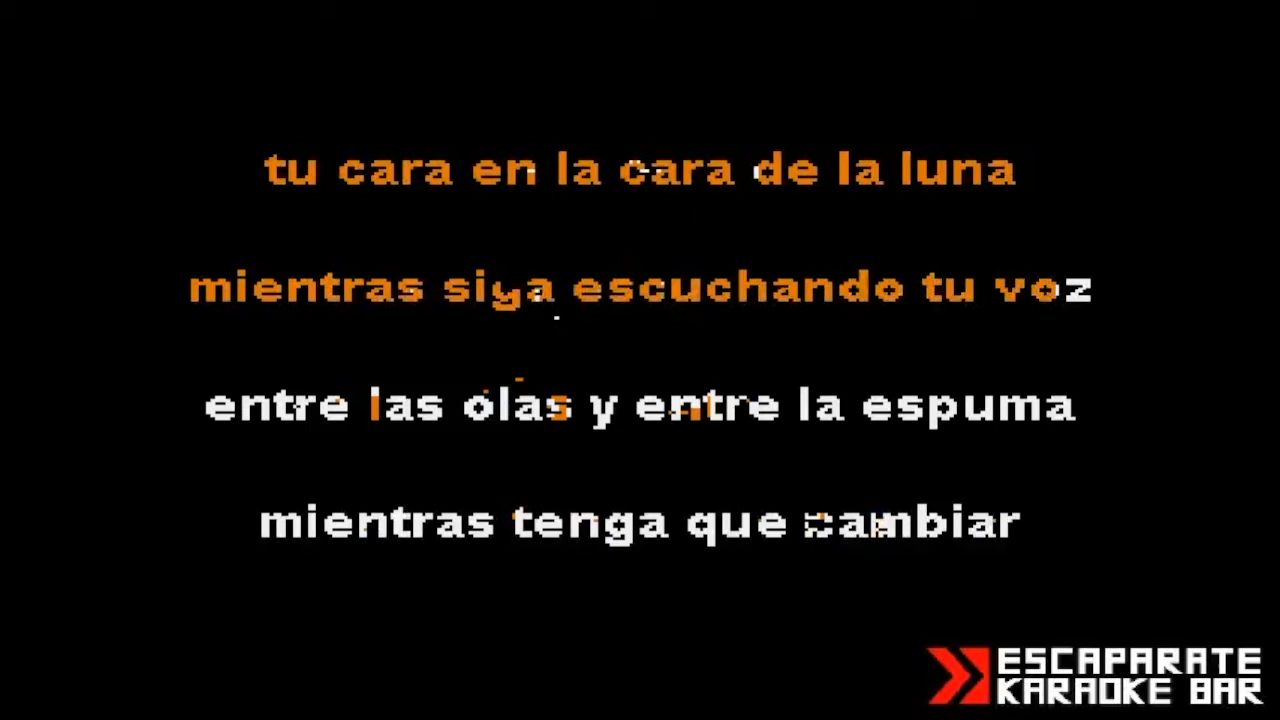 tu cara en la cara de la luna
mientras siga escuchando tu voz
entre las olas y entre la espuma
mientras tenga que cambiar
ESCAPARATE
KARAOKE BAR